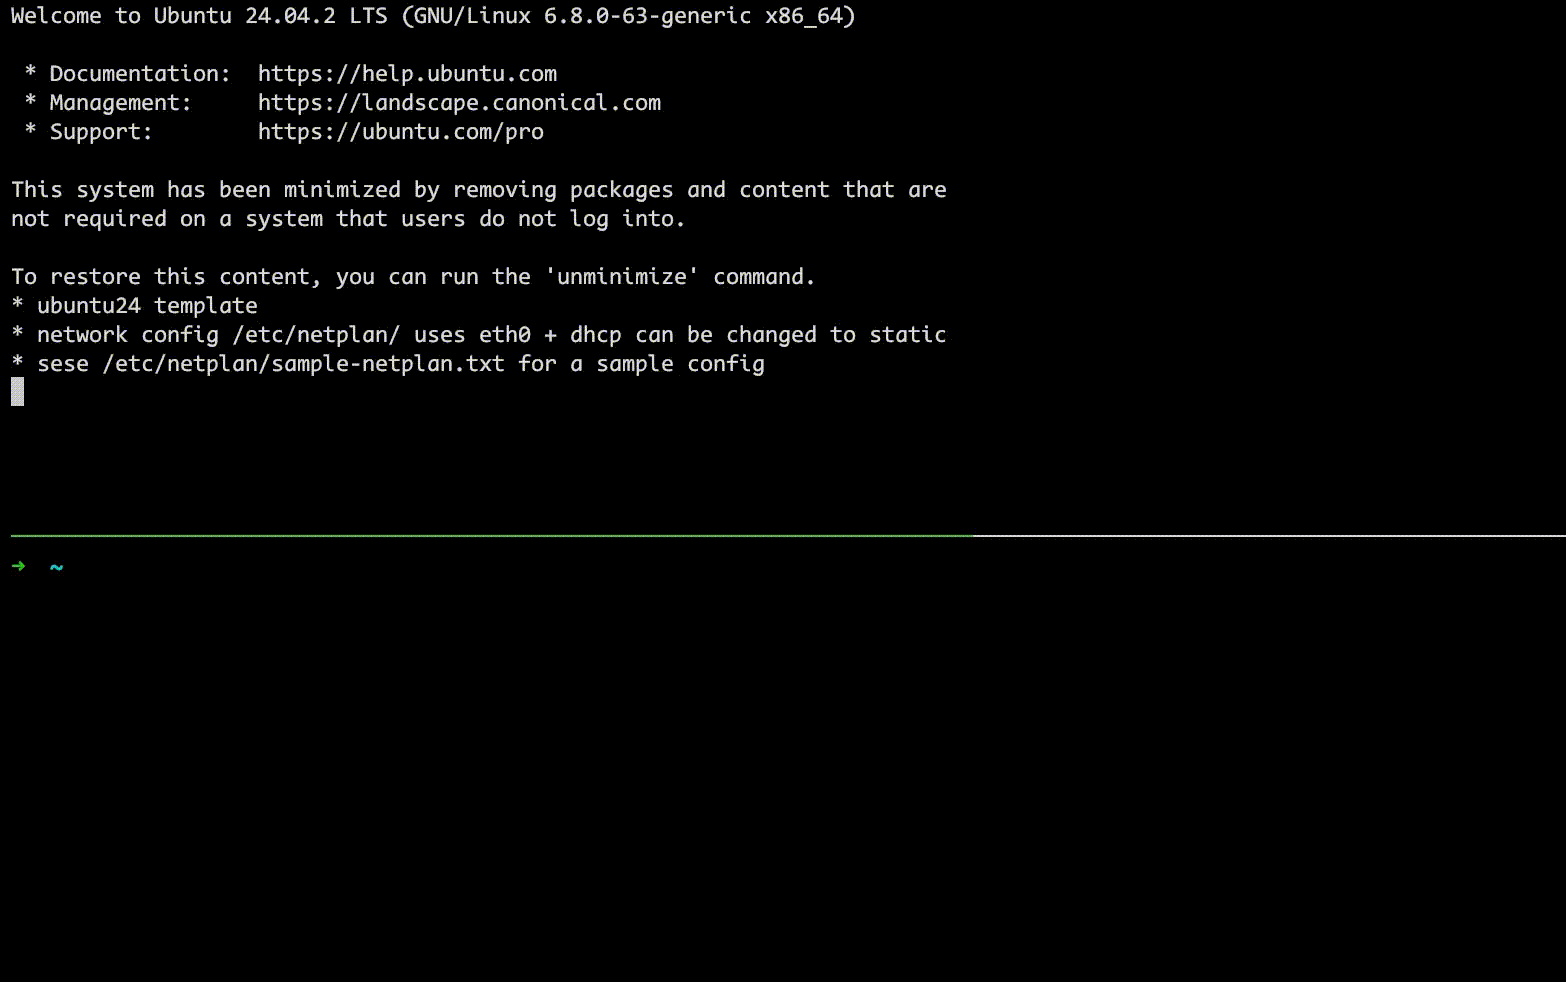 Welcome to Ubuntu 24.04.2 LTS (GNU/Linux 6.8.0-63-generic x86_64)
* Documentation:  https://help.ubuntu.com
* Management:     https://landscape.canonical.com
* Support:        https://ubuntu.com/pro
This system has been minimized by removing packages and content that are
not required on a system that users do not log into.
To restore this content, you can run the 'unminimize' command.
* ubuntu24 template
* network config /etc/netplan/ uses eth0 + dhcp can be changed to static
* sese /etc/netplan/sample-netplan.txt for a sample config
➜  ~